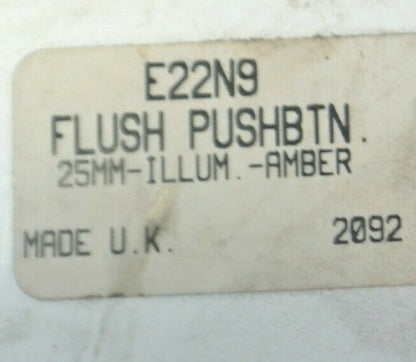 E22N9
FLUSH PUSHBTN.
25MM-ILLUM.-AMBER
MADE U.K. 2092